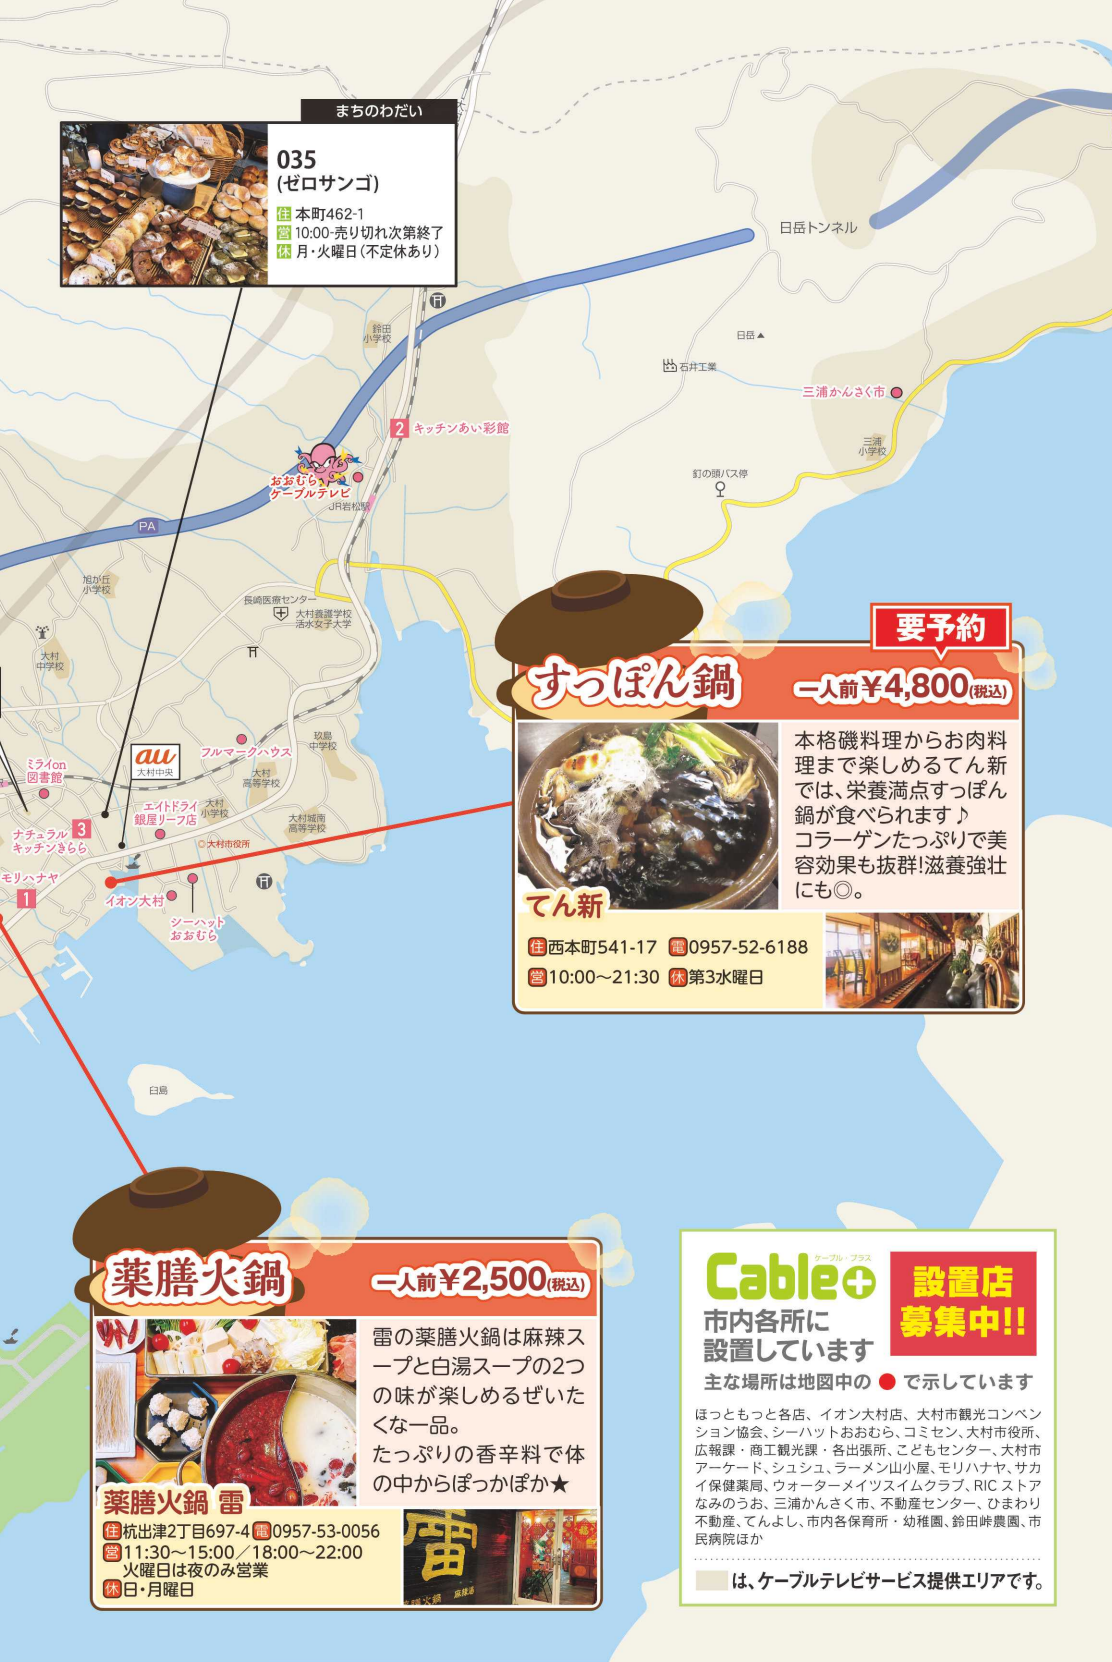 まちのわだい
035
(ゼロサンゴ)
住 本町462-1
営 10:00-売り切れ次第終了
休 月・火曜日(不定休あり)
日岳トンネル
鈴田
小学校
日岳▲
石井工業
三浦かんさく市
2 キッチンあい彩館
三浦
小学校
おおむら
ケーブルテレビ
釘の頭バス停
JR岩松駅
PA
旭が丘
小学校
長崎医療センター
大村養護学校
活水女子大学
大村
中学校
玖島
中学校
au
大村中央
フルマークハウス
ミライon
図書館
大村
高等学校
エイトドライ
銀屋リーフ店
大村
小学校
大村城南
高等学校
ナチュラル
キッチンきらら
3
◎大村市役所
モリハナヤ
1
イオン大村
シーハット
おおむら
臼島
要予約
すっぽん鍋
一人前¥4,800(税込)
本格磯料理からお肉料
理まで楽しめるてん新
では、栄養満点すっぽん
鍋が食べられます♪
コラーゲンたっぷりで美
容効果も抜群!滋養強壮
にも◎。
てん新
住 西本町541-17 電 0957-52-6188
営 10:00〜21:30 休 第3水曜日
薬膳火鍋
一人前¥2,500(税込)
雷の薬膳火鍋は麻辣ス
ープと白湯スープの2つ
の味が楽しめるぜいた
くな一品。
たっぷりの香辛料で体
の中からぽっかぽか★
薬膳火鍋 雷
住 杭出津2丁目697-4 電 0957-53-0056
営 11:30〜15:00/18:00〜22:00
火曜日は夜のみ営業
休 日・月曜日
雷
薬膳火鍋 麻辣湯
ケーブル・プラス
Cable+
設置店
募集中!!
市内各所に
設置しています
主な場所は地図中の ● で示しています
ほっともっと各店、イオン大村店、大村市観光コンベン
ション協会、シーハットおおむら、コミセン、大村市役所、
広報課・商工観光課・各出張所、こどもセンター、大村市
アーケード、シュシュ、ラーメン山小屋、モリハナヤ、サカ
イ保健薬局、ウォーターメイツスイムクラブ、RIC ストア
なみのうお、三浦かんさく市、不動産センター、ひまわり
不動産、てんよし、市内各保育所・幼稚園、鈴田峠農園、市
民病院ほか
は、ケーブルテレビサービス提供エリアです。